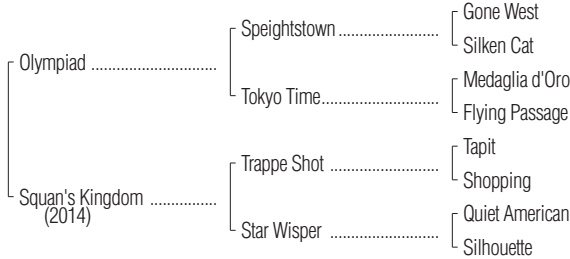 Gone West
Speightstown
Silken Cat
Olympiad
Medaglia d'Oro
Tokyo Time
Flying Passage
Tapit
Trappe Shot
Shopping
Squan's Kingdom
(2014)
Quiet American
Star Wisper
Silhouette